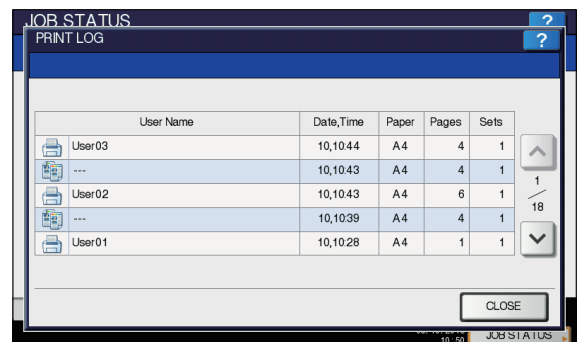 JOB STATUS ?
PRINT LOG ?
User Name Date,Time Paper Pages Sets
User03 10,10:44 A4 4 1
--- 10,10:43 A4 4 1
User02 10,10:43 A4 6 1
--- 10,10:39 A4 4 1
User01 10,10:28 A4 1 1
1
18
CLOSE
10:50 JOB STATUS